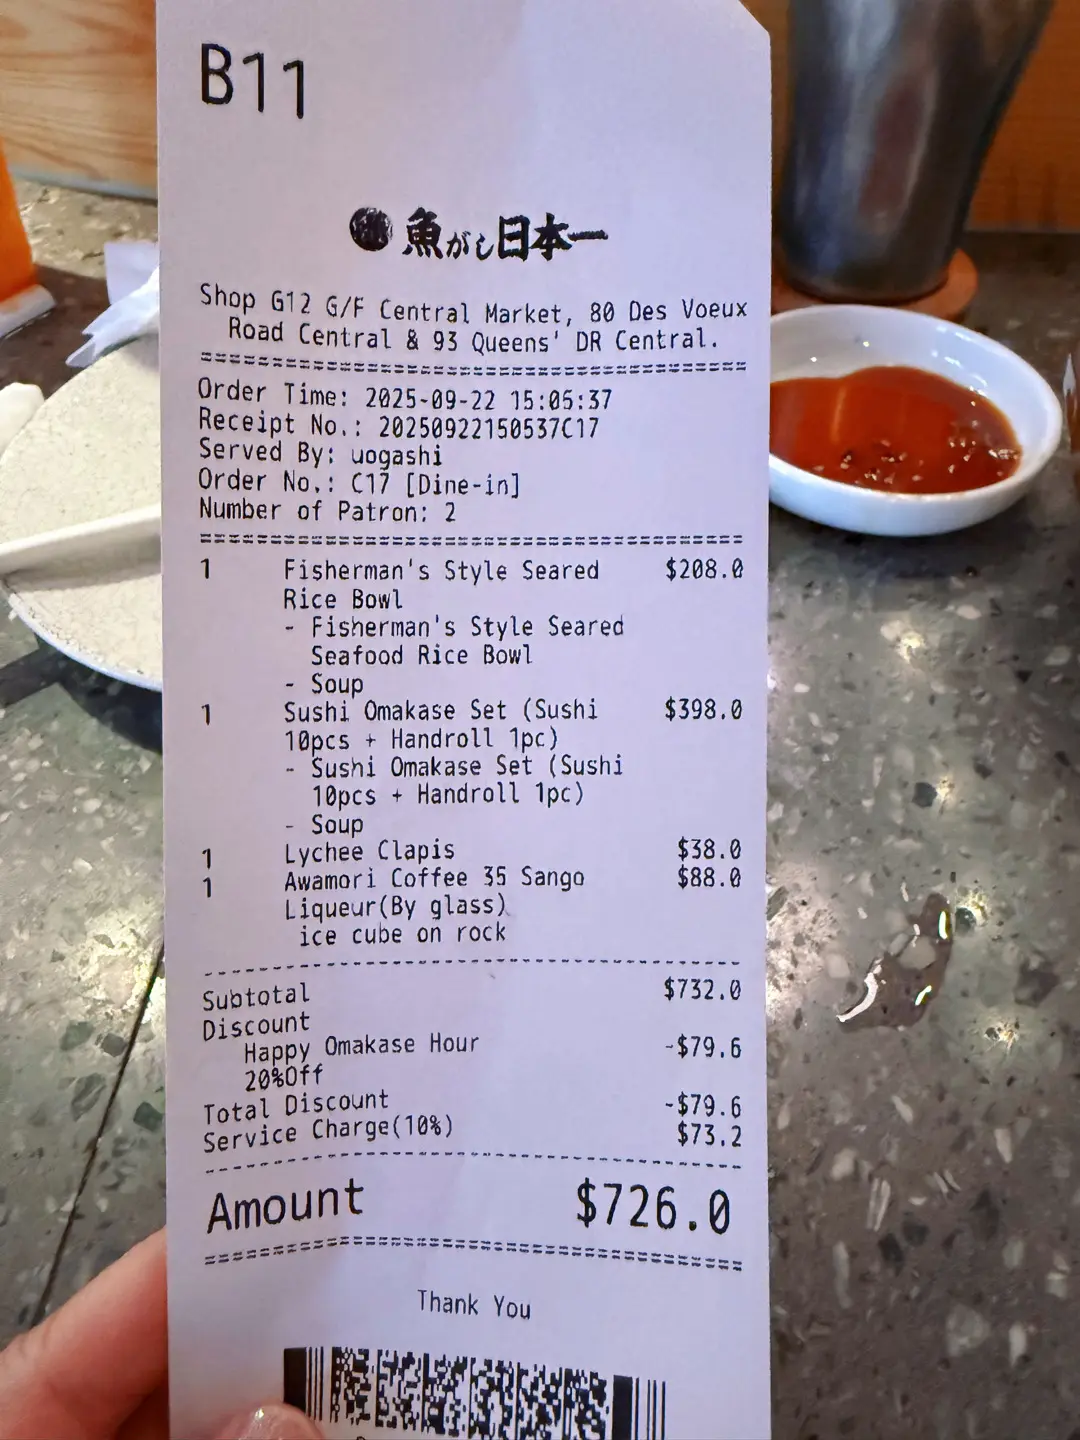 B11
魚がし日本一
Shop G12 G/F Central Market, 80 Des Voeux
Road Central & 93 Queens' DR Central.
Order Time: 2025-09-22 15:05:37
Receipt No.: 20250922150537C17
Served By: uogashi
Order No.: C17 [Dine-in]
Number of Patron: 2
1 Fisherman's Style Seared $208.0
Rice Bowl
- Fisherman's Style Seared
Seafood Rice Bowl
- Soup
1 Sushi Omakase Set (Sushi $398.0
10pcs + Handroll 1pc)
- Sushi Omakase Set (Sushi
10pcs + Handroll 1pc)
- Soup
1 Lychee Clapis $38.0
1 Awamori Coffee 35 Sango $88.0
Liqueur(By glass)
ice cube on rock
Subtotal $732.0
Discount
Happy Omakase Hour -$79.6
20%Off
Total Discount -$79.6
Service Charge(10%) $73.2
Amount $726.0
Thank You